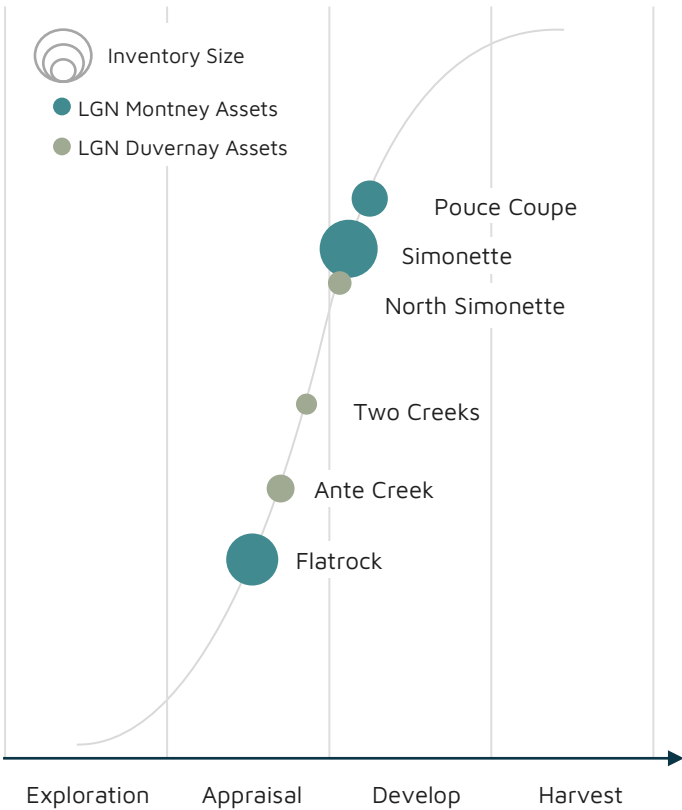 Inventory Size
LGN Montney Assets
LGN Duvernay Assets
Pouce Coupe
Simonette
North Simonette
Two Creeks
Ante Creek
Flatrock
Exploration Appraisal Develop Harvest